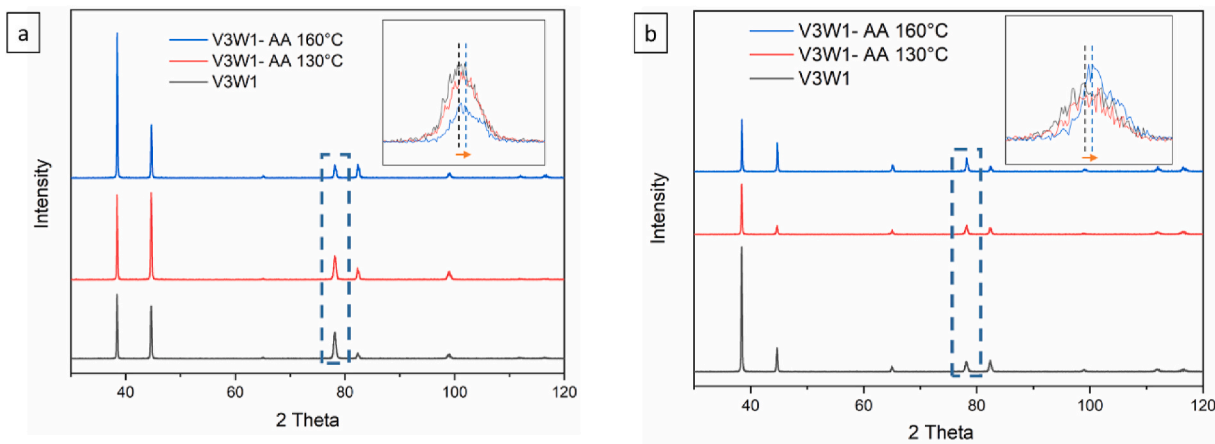 a
V3W1- AA 160°C
V3W1- AA 130°C
V3W1
Intensity
40
60
80
100
120
2 Theta
b
V3W1- AA 160°C
V3W1- AA 130°C
V3W1
Intensity
40
60
80
100
120
2 Theta